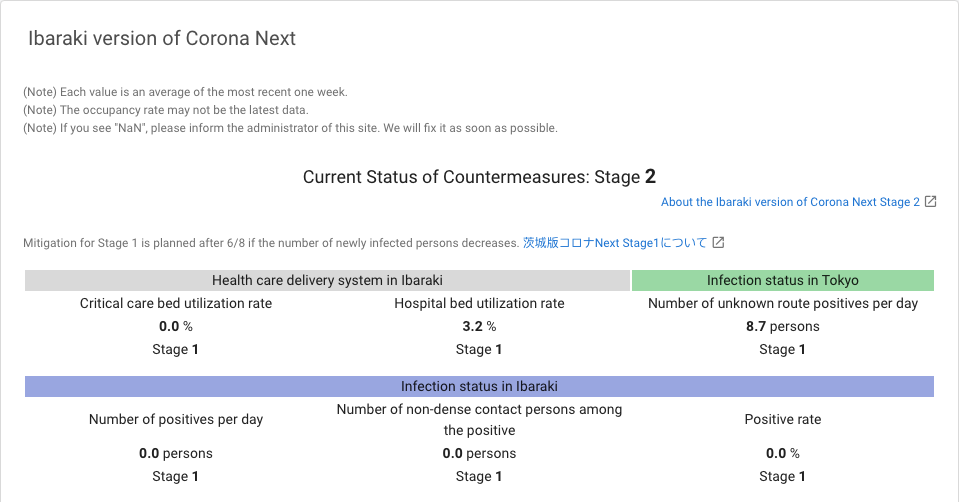 Ibaraki version of Corona Next
(Note) Each value is an average of the most recent one week.
(Note) The occupancy rate may not be the latest data.
(Note) If you see "NaN", please inform the administrator of this site. We will fix it as soon as possible.
Current Status of Countermeasures: Stage 2
About the Ibaraki version of Corona Next Stage 2
Mitigation for Stage 1 is planned after 6/8 if the number of newly infected persons decreases. 茨城版コロナNext Stage1について
Health care delivery system in Ibaraki
Infection status in Tokyo
Critical care bed utilization rate
Hospital bed utilization rate
Number of unknown route positives per day
0.0 %
3.2 %
8.7 persons
Stage 1
Stage 1
Stage 1
Infection status in Ibaraki
Number of positives per day
Number of non-dense contact persons among
the positive
Positive rate
0.0 persons
0.0 persons
0.0 %
Stage 1
Stage 1
Stage 1